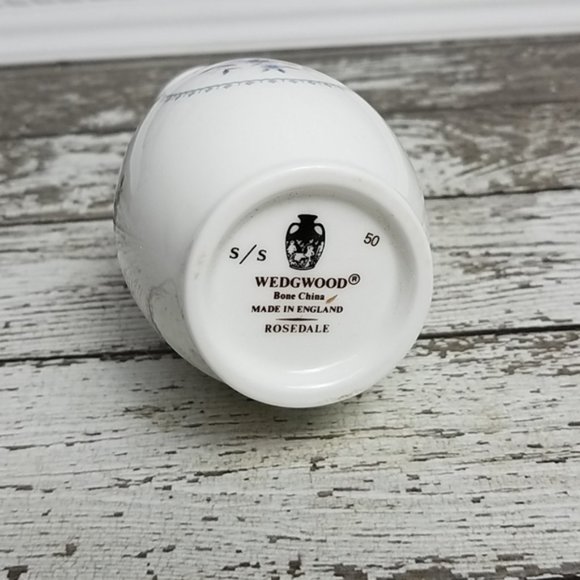 S/S 50
WEDGWOOD®
Bone China
MADE IN ENGLAND
ROSEDALE